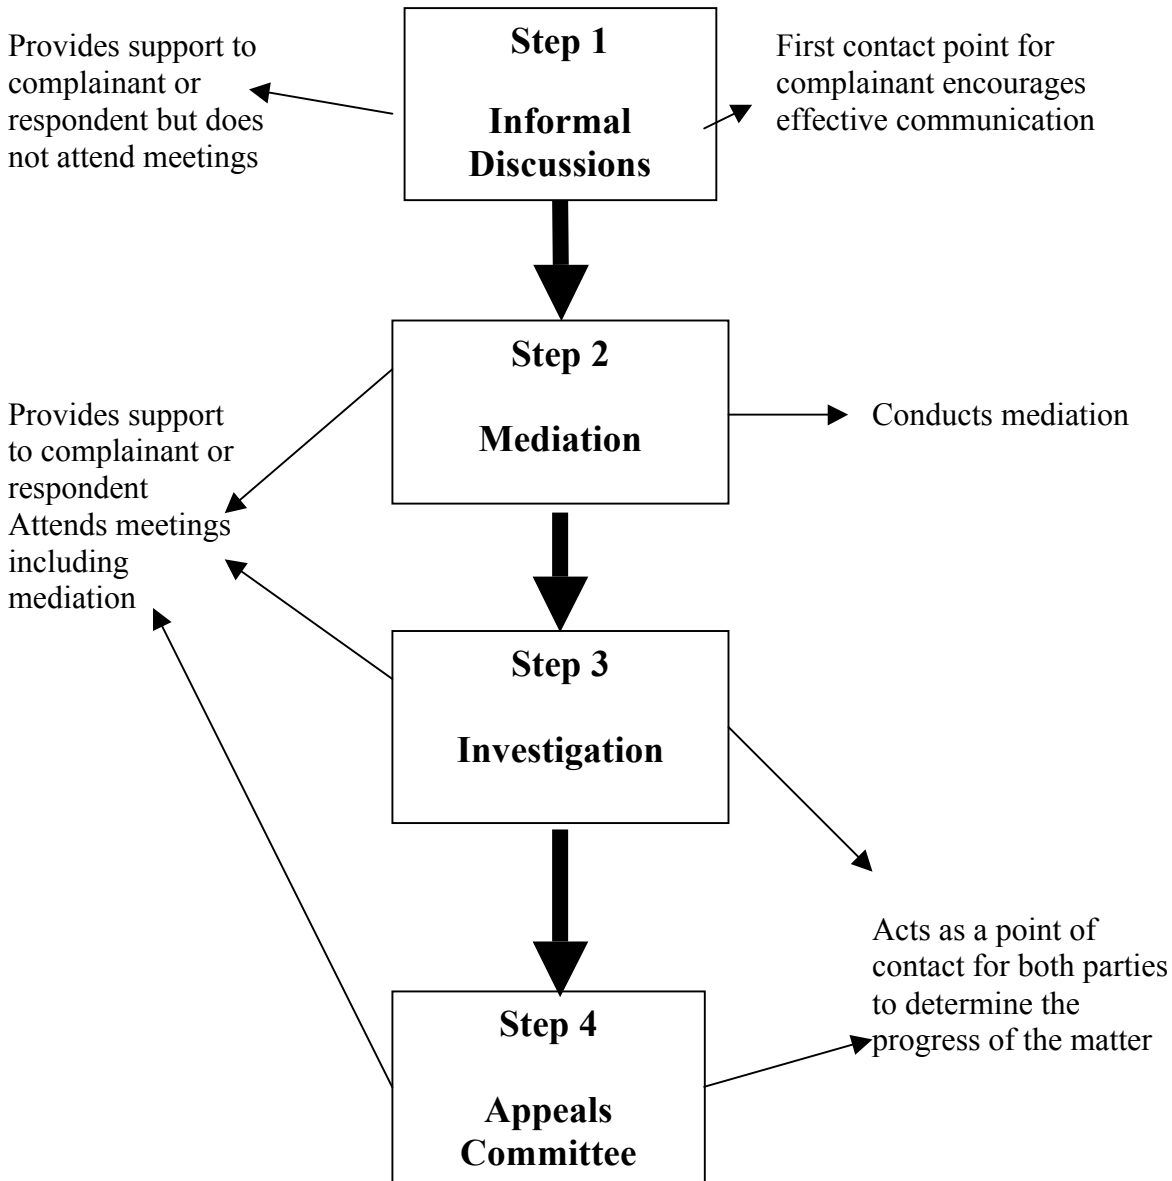 Provides support to
complainant or
respondent but does
not attend meetings
Step 1
Informal
Discussions
First contact point for
complainant encourages
effective communication
Step 2
Mediation
Conducts mediation
Provides support
to complainant or
respondent
Attends meetings
including
mediation
Step 3
Investigation
Acts as a point of
contact for both parties
to determine the
progress of the matter
Step 4
Appeals
Committee